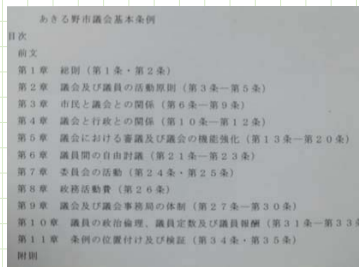 あきる野市議会基本条例
目次
前文
第1章 総則（第1条・第2条）
第2章 議会及び議員の活動原則（第3条―第5条）
第3章 市民と議会との関係（第6条―第9条）
第4章 議会と行政との関係（第10条―第12条）
第5章 議会における審議及び議会の機能強化（第13条―第20条）
第6章 議員間の自由討議（第21条―第23条）
第7章 委員会の活動（第24条・第25条）
第8章 政務活動費（第26条）
第9章 議会及び議会事務局の体制（第27条―第30条）
第10章 議員の政治倫理、議員定数及び議員報酬（第31条―第33条
第11章 条例の位置付け及び検証（第34条・第35条）
附則